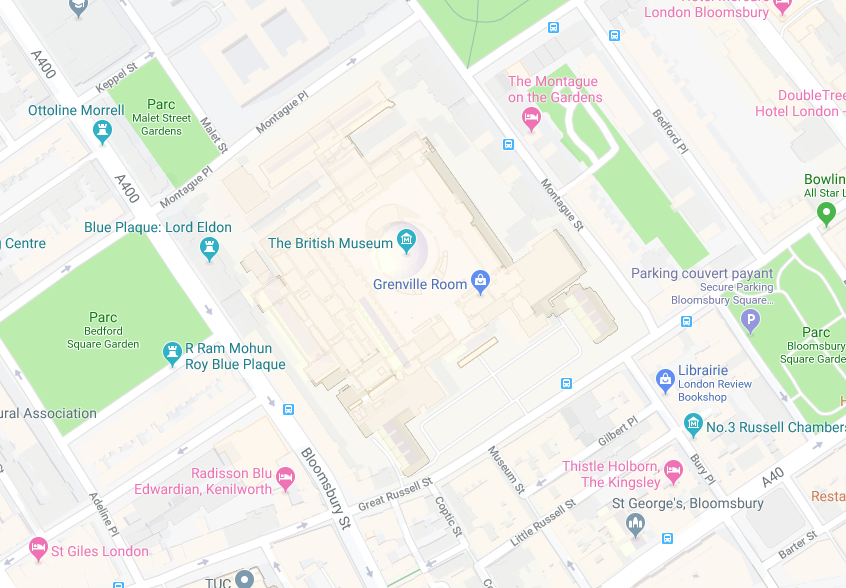 Hotel Mercure
London Bloomsbury
A400
Keppel St
The Montague
on the Gardens
DoubleTree
Hotel London -
Ottoline Morrell
Parc
Malet Street
Gardens
Malet St
Montague Pl
Bedford Pl
A400
Montague Pl
Montague St
Bowlin
All Star L
Blue Plaque: Lord Eldon
g Centre
The British Museum
Grenville Room
Parking couvert payant
Secure Parking
Bloomsbury Square...
P
Parc
Bedford
Square Garden
Parc
Bloomsbury
Square Garde
R Ram Mohun
Roy Blue Plaque
Librairie
London Review
Bookshop
ural Association
No.3 Russell Chambers
Gilbert Pl
Radisson Blu
Edwardian, Kenilworth
Bloomsbury St
Museum St
Thistle Holborn,
The Kingsley
Bury Pl
A40
Great Russell St
Adeline Pl
Coptic St
Little Russell St
St George's, Bloomsbury
Resta
St Giles London
Barter St
TUC